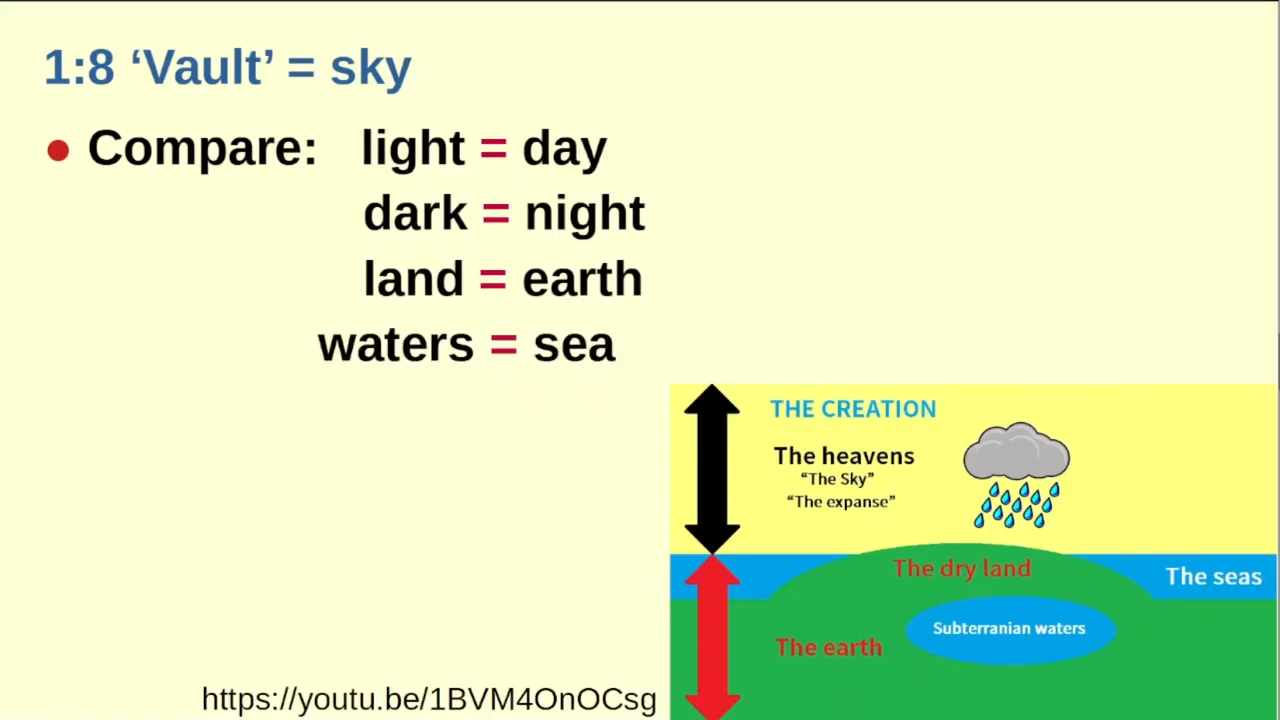 1:8 ‘Vault’ = sky
● Compare: light = day
dark = night
land = earth
waters = sea
THE CREATION
The heavens
“The Sky”
“The expanse”
The dry land
The seas
Subterranian waters
The earth
https://youtu.be/1BVM4OnOCsg